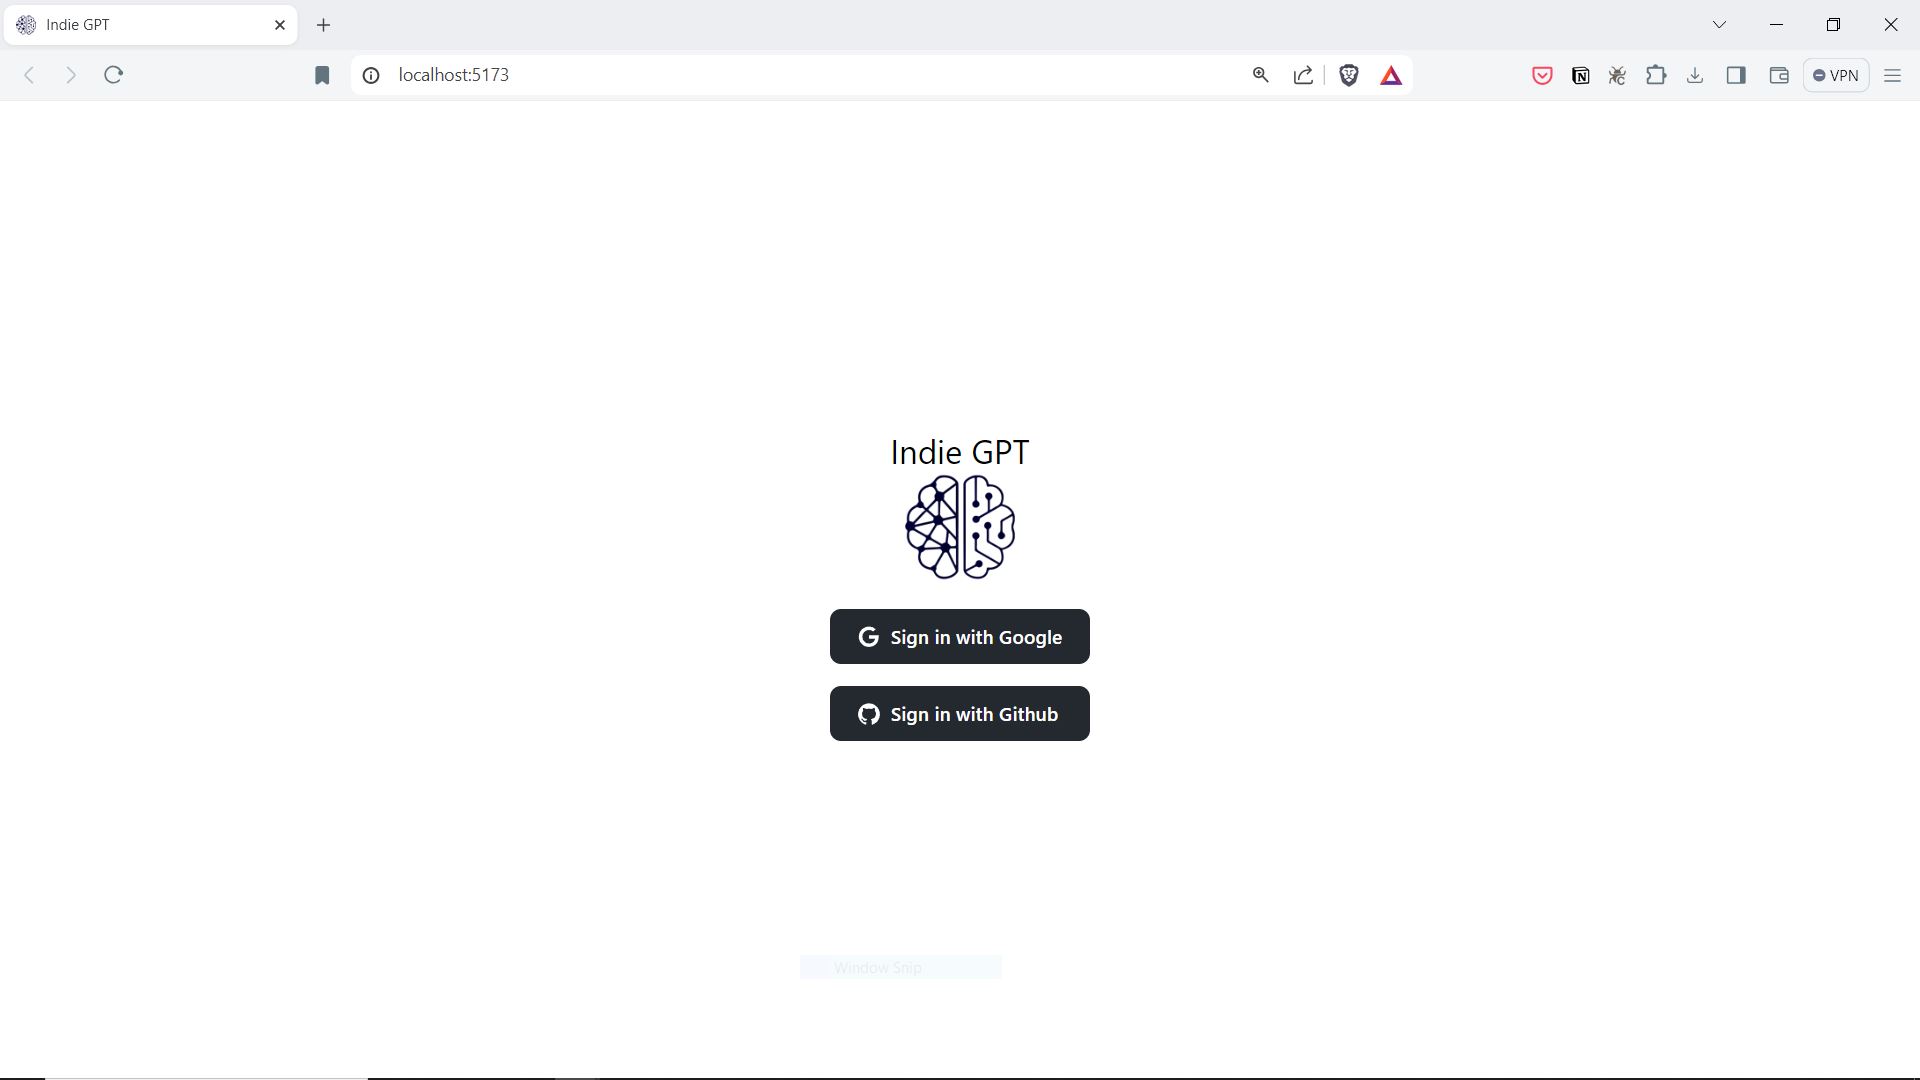 Indie GPT
localhost:5173
VPN
Indie GPT
Sign in with Google
Sign in with Github
Window Snip